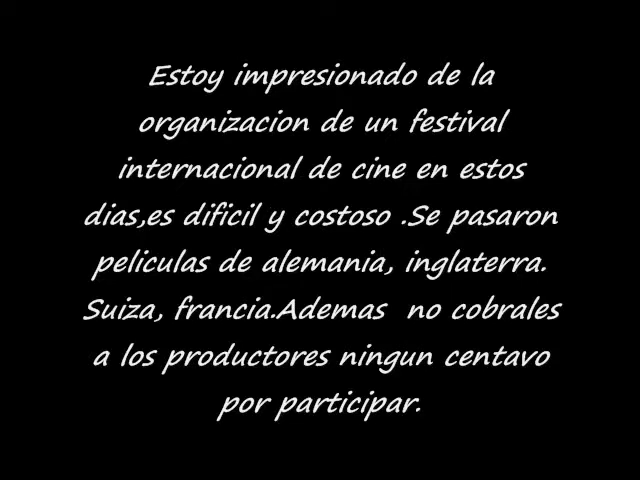 Estoy impresionado de la
organizacion de un festival
internacional de cine en estos
dias,es dificil y costoso .Se pasaron
peliculas de alemania, inglaterra.
Suiza, francia.Ademas  no cobrales
a los productores ningun centavo
por participar.